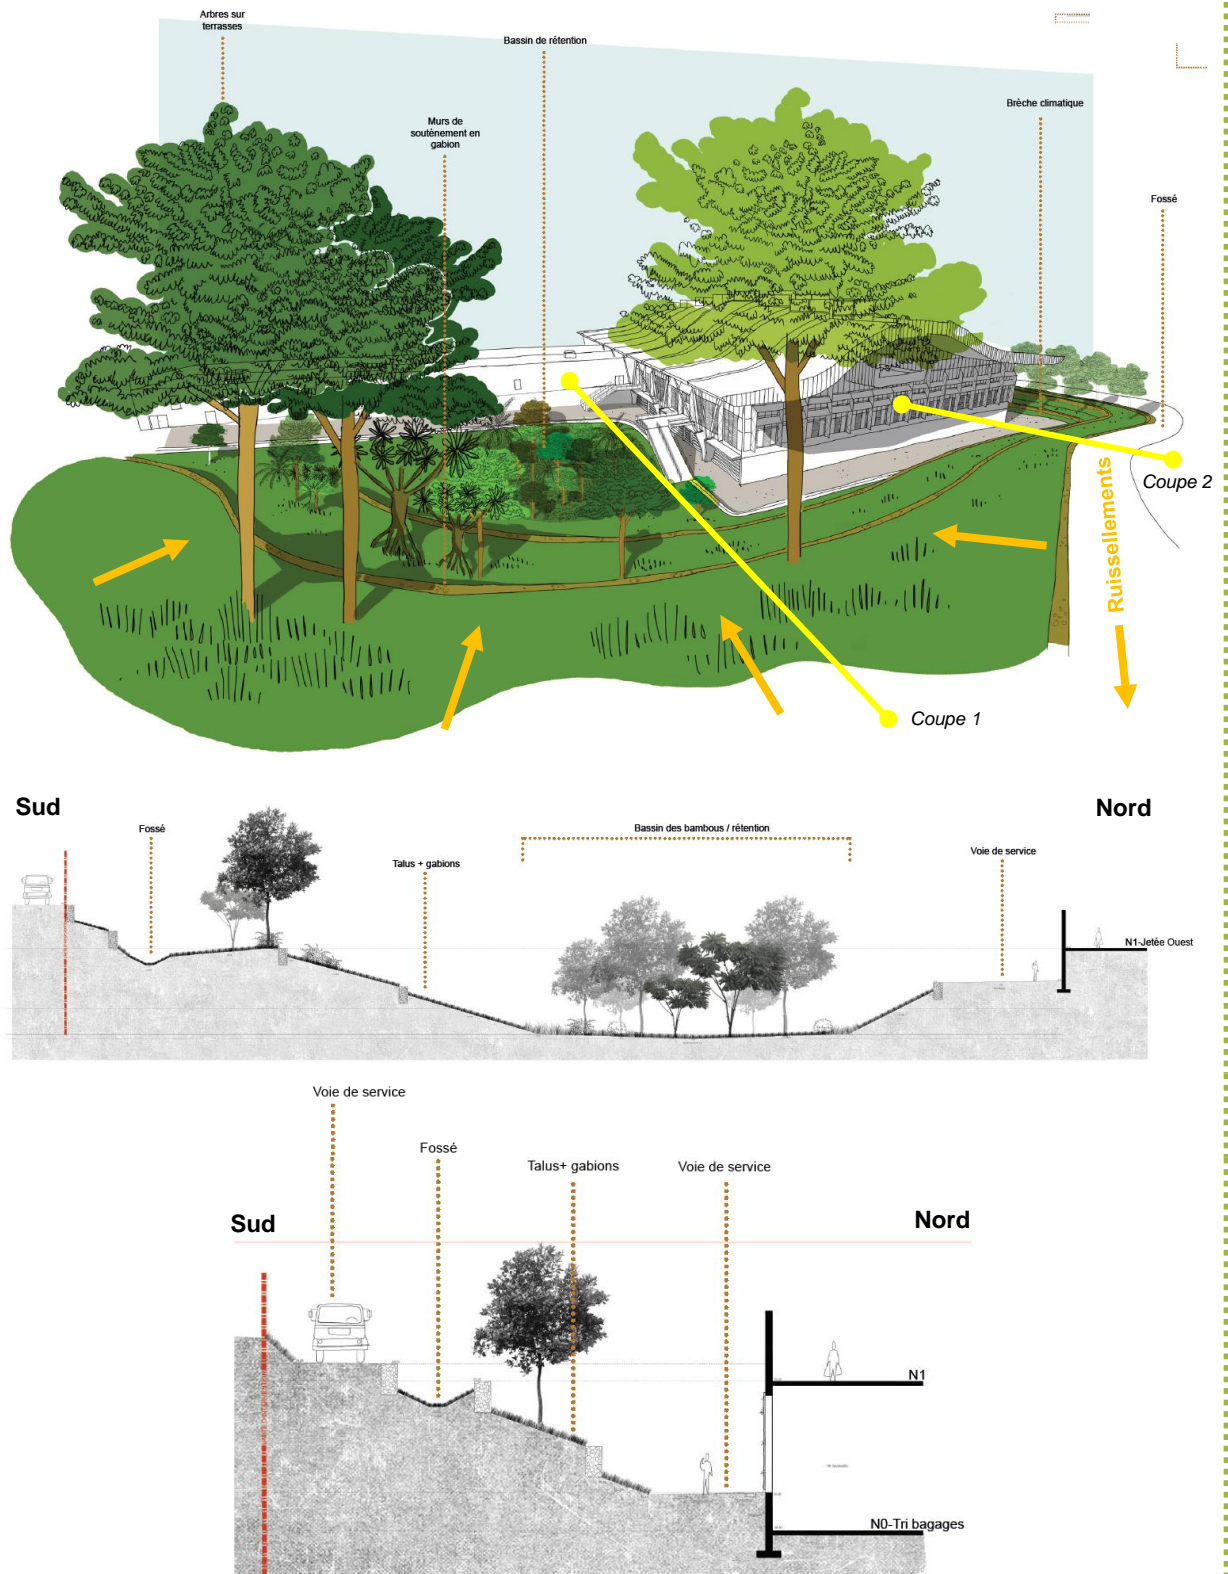 Arbres sur
terrasses
Bassin de rétention
Murs de
soutènement en
gabion
Brèche climatique
Fossé
Coupe 2
Ruissellements
Coupe 1
Sud
Nord
Fossé
Bassin des bambous / rétention
Talus + gabions
Voie de service
N1-Jetée Ouest
Voie de service
Fossé
Talus+ gabions
Voie de service
Sud
Nord
N1
N0-Tri bagages